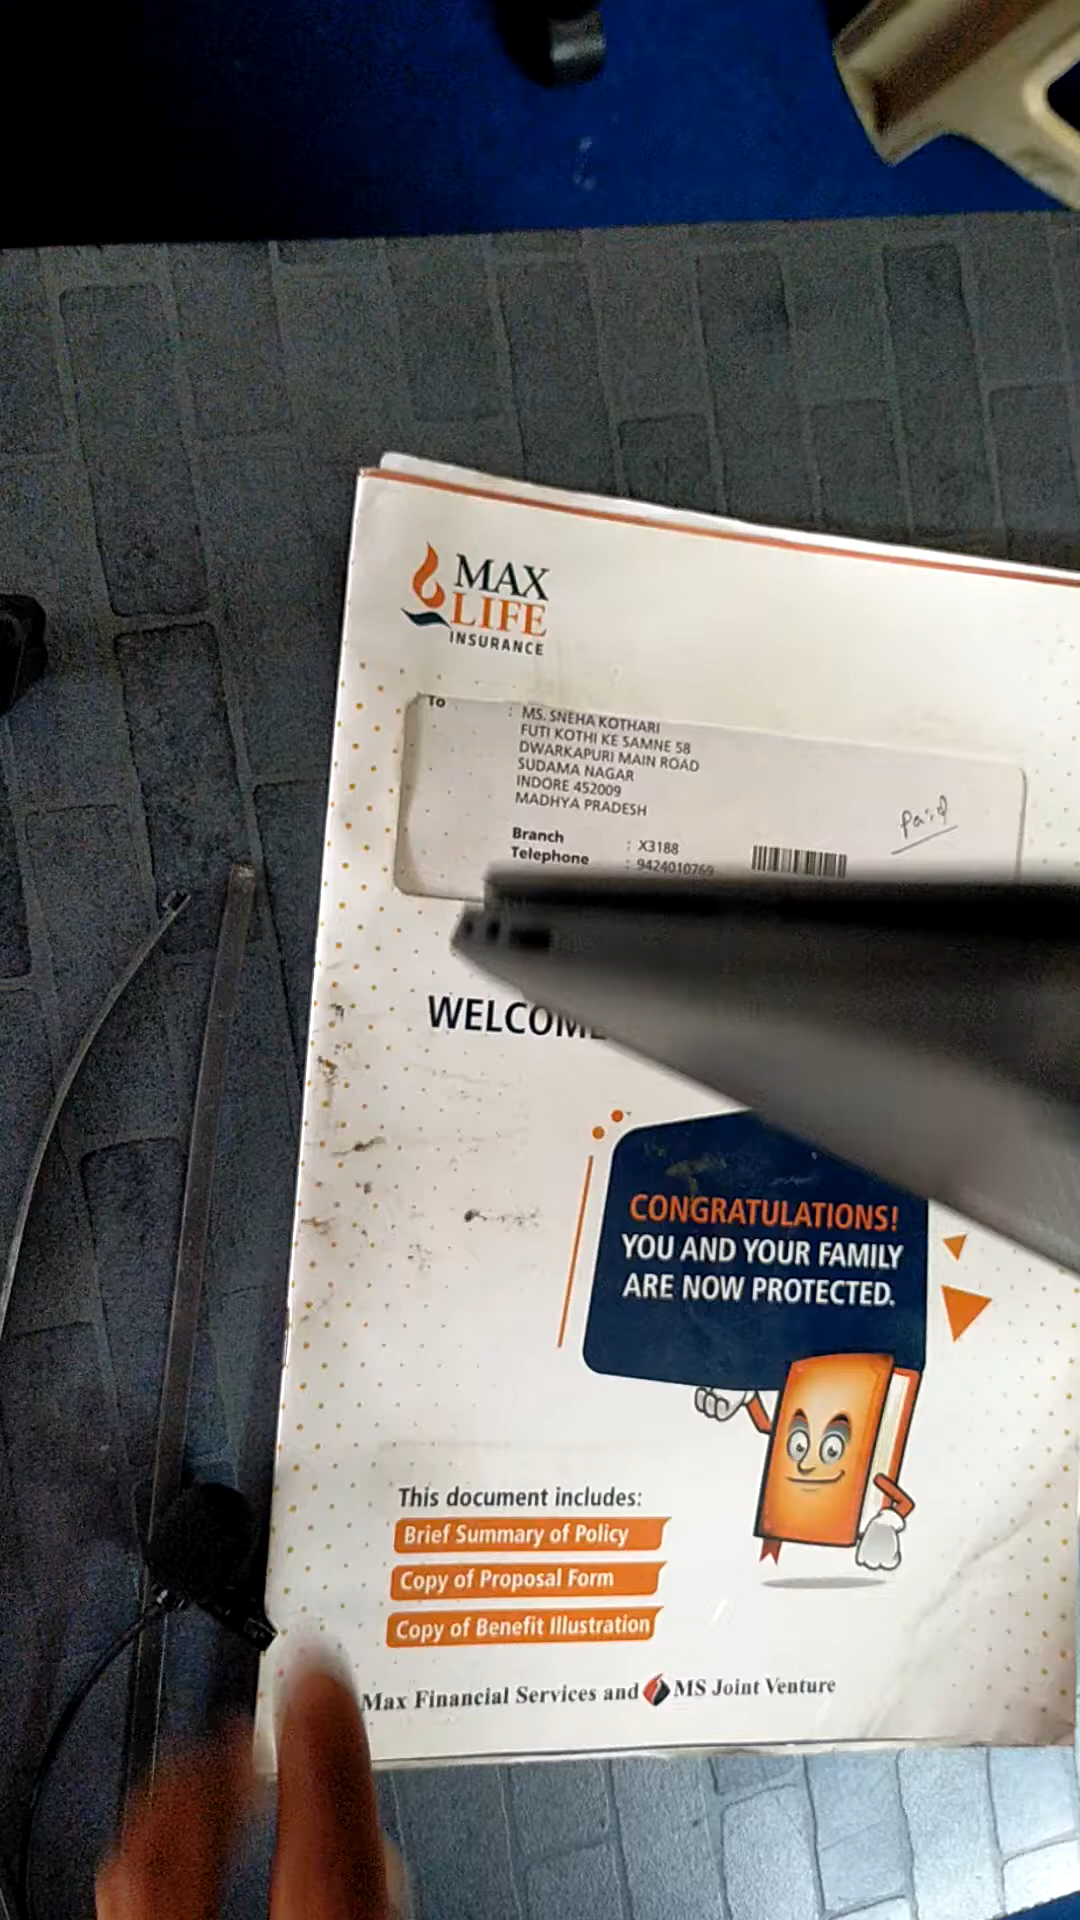 MAX
LIFE
INSURANCE
To : MS. SNEHA KOTHARI
FUTI KOTHI KE SAMNE 58
DWARKAPURI MAIN ROAD
SUDAMA NAGAR
INDORE 452009
MADHYA PRADESH
Paid
Branch : X3188
Telephone : 9424010769
CONGRATULATIONS!
YOU AND YOUR FAMILY
ARE NOW PROTECTED.
This document includes:
Brief Summary of Policy
Copy of Proposal Form
Copy of Benefit Illustration
Max Financial Services and MS Joint Venture